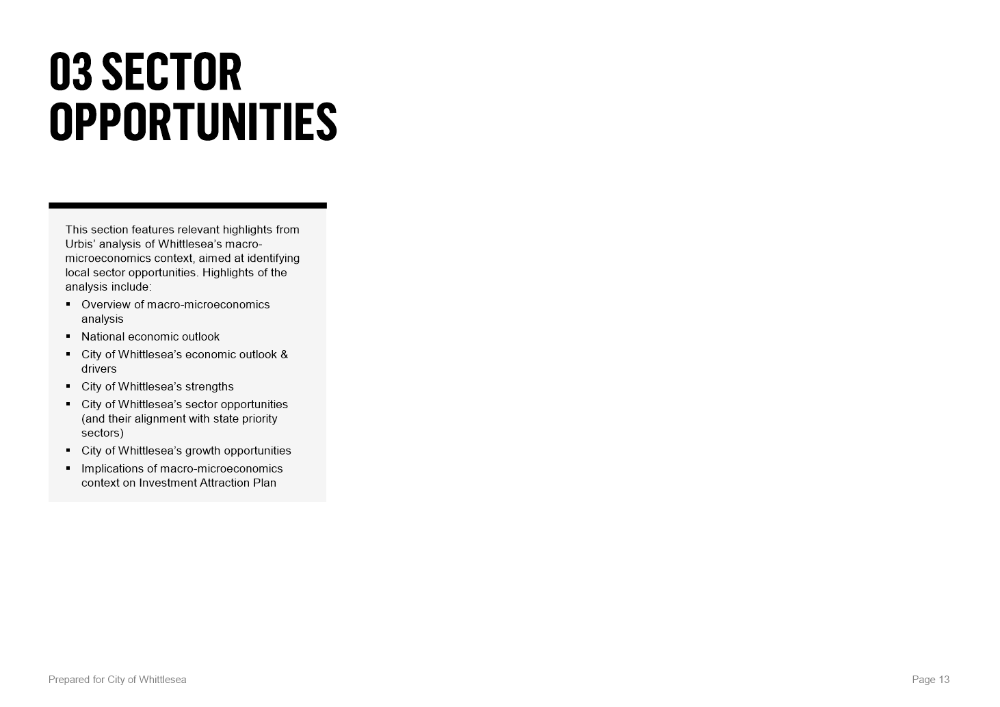 03 SECTOR
OPPORTUNITIES
This section features relevant highlights from
Urbis’ analysis of Whittlesea’s macro-
microeconomics context, aimed at identifying
local sector opportunities. Highlights of the
analysis include:
▪ Overview of macro-microeconomics
analysis
▪ National economic outlook
▪ City of Whittlesea’s economic outlook &
drivers
▪ City of Whittlesea’s strengths
▪ City of Whittlesea’s sector opportunities
(and their alignment with state priority
sectors)
▪ City of Whittlesea’s growth opportunities
▪ Implications of macro-microeconomics
context on Investment Attraction Plan
Prepared for City of Whittlesea
Page 13